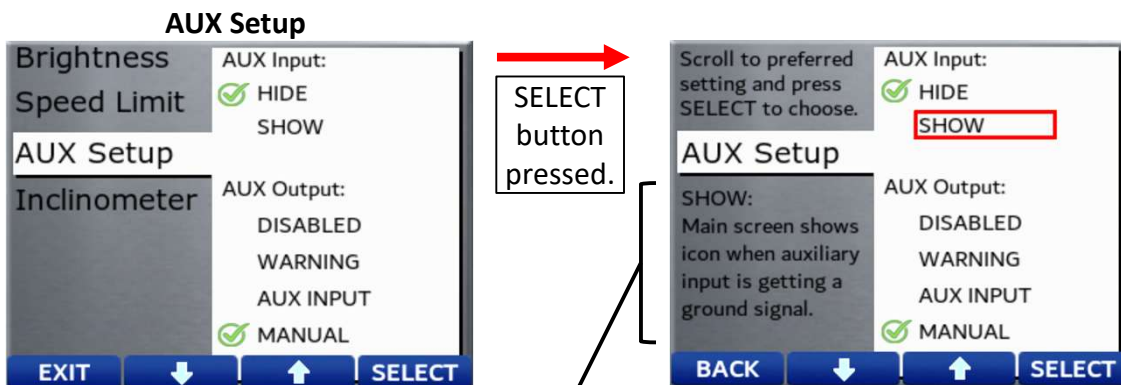 AUX Setup
Brightness
Speed Limit
AUX Setup
Inclinometer
AUX Input:
HIDE
SHOW
AUX Output:
DISABLED
WARNING
AUX INPUT
MANUAL
EXIT
SELECT
SELECT
button
pressed.
Scroll to preferred
setting and press
SELECT to choose.
AUX Setup
SHOW:
Main screen shows
icon when auxiliary
input is getting a
ground signal.
AUX Input:
HIDE
SHOW
AUX Output:
DISABLED
WARNING
AUX INPUT
MANUAL
BACK
SELECT